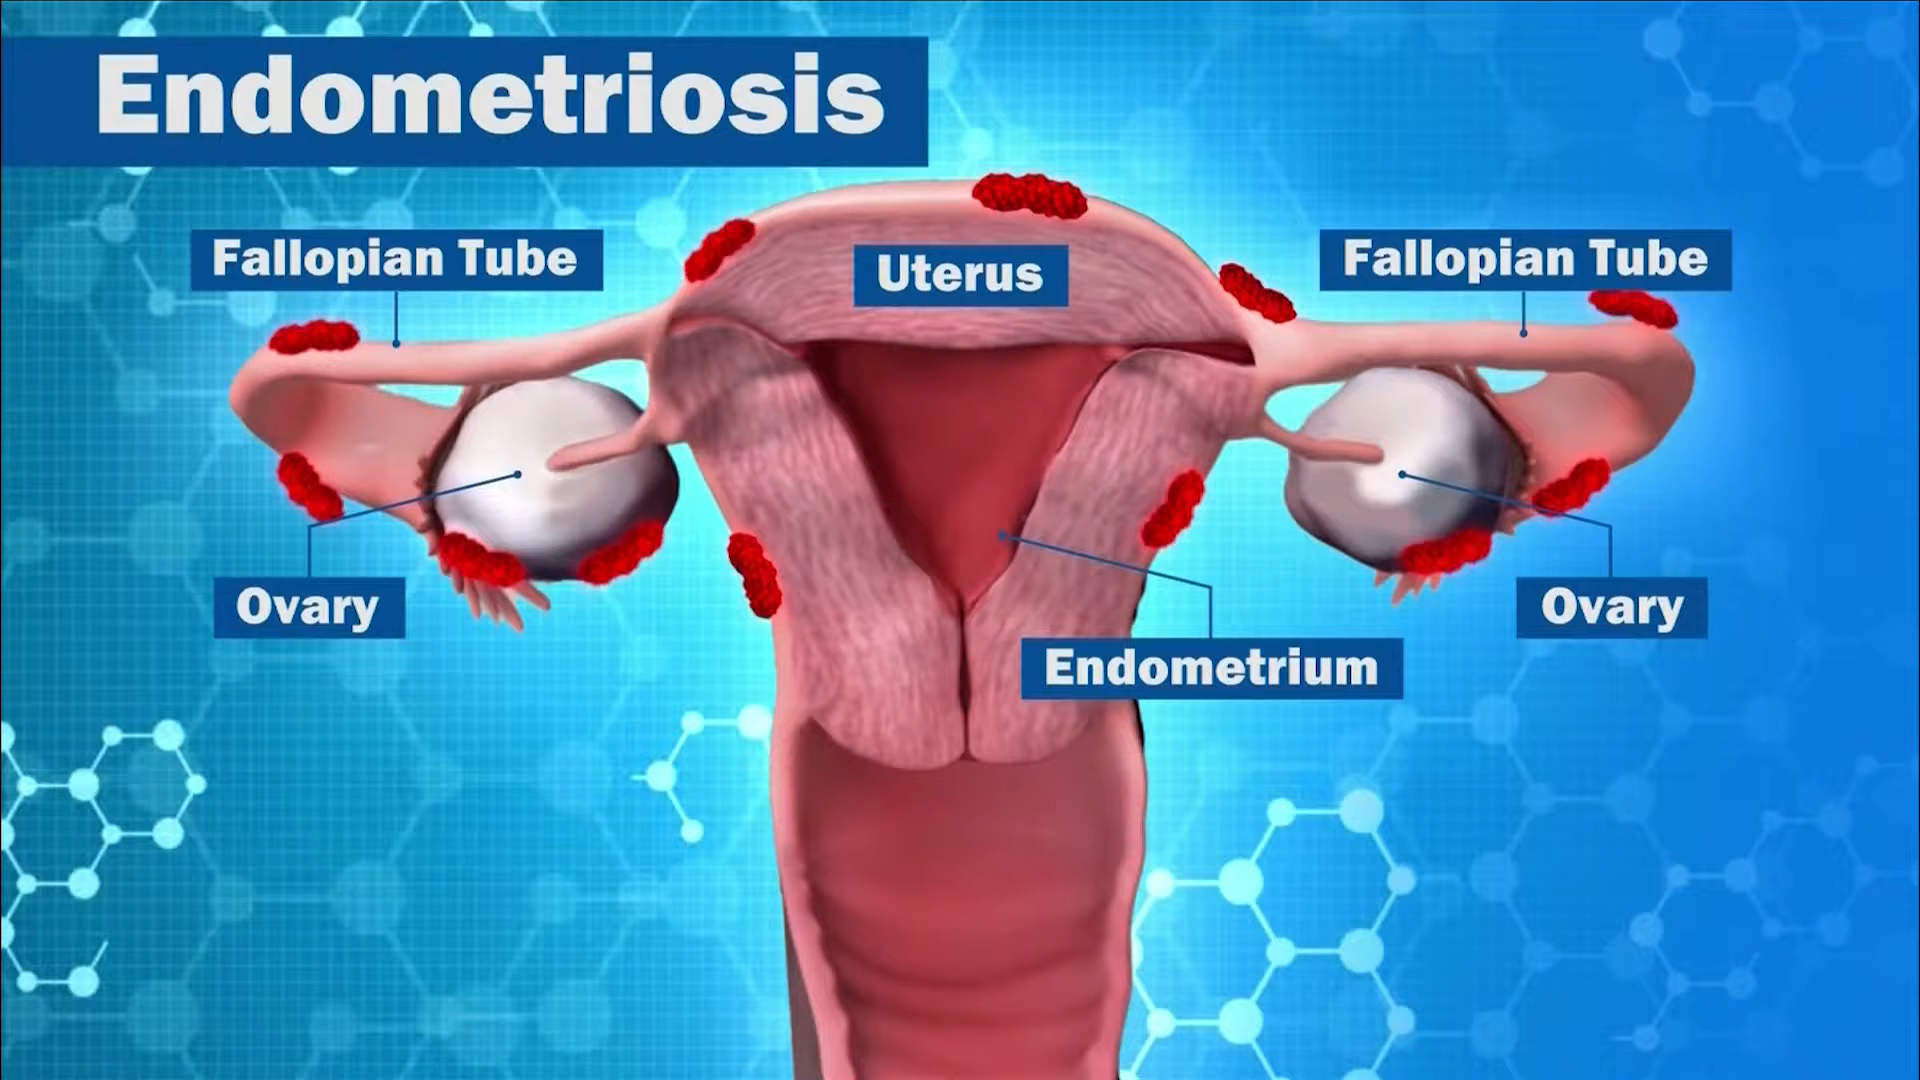 Endometriosis
Fallopian Tube
Uterus
Fallopian Tube
Ovary
Ovary
Endometrium